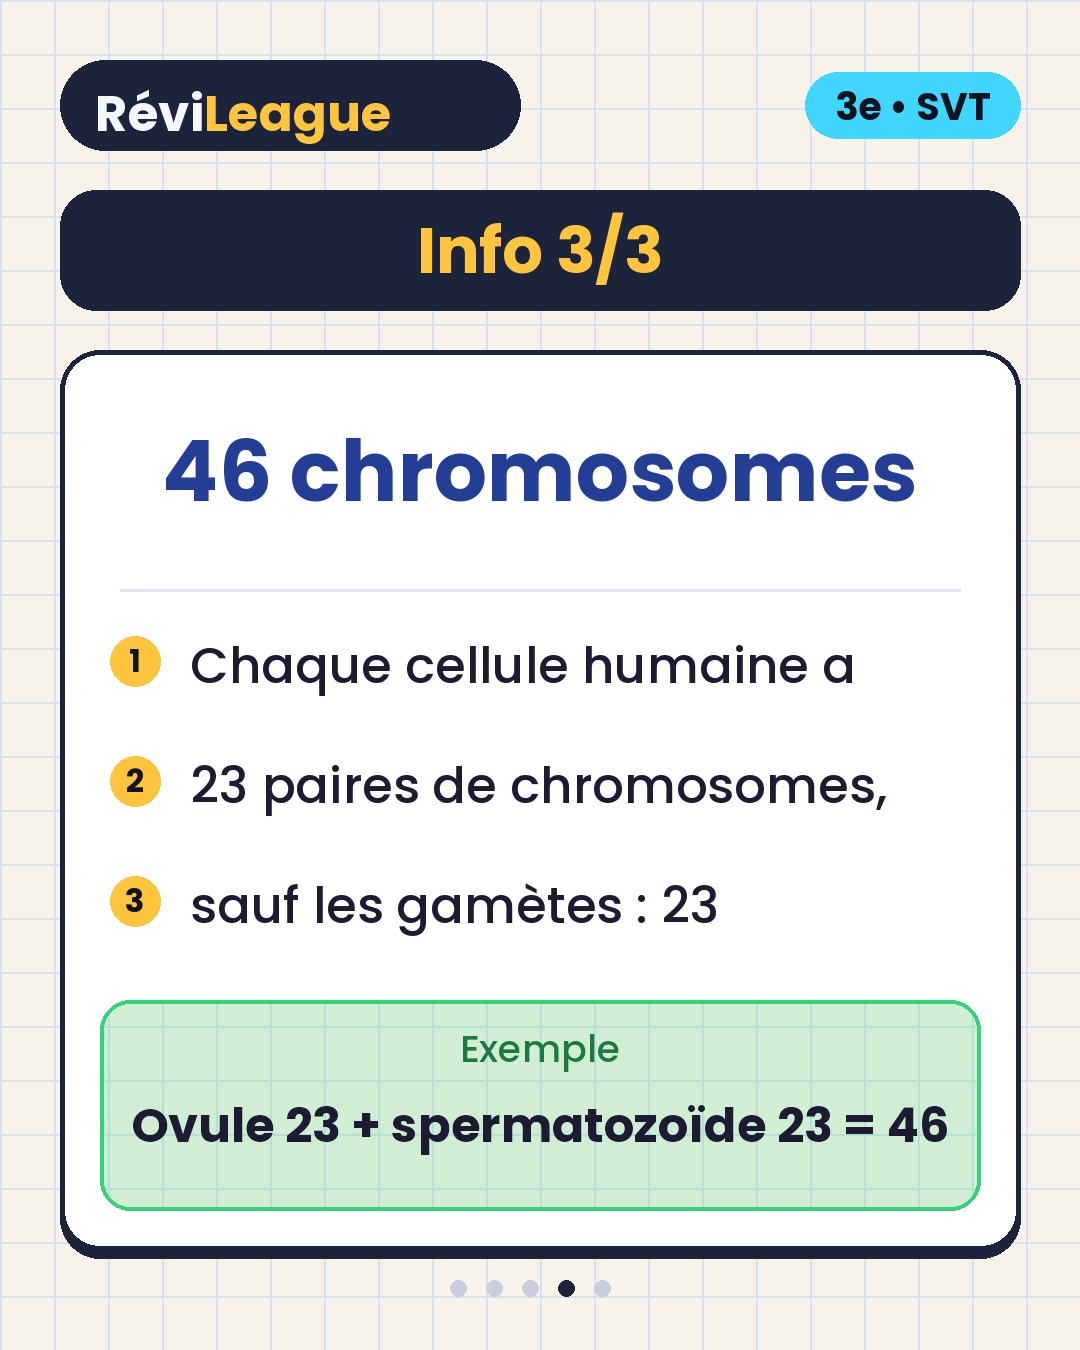 RéviLeague
3e • SVT
Info 3/3
46 chromosomes
1 Chaque cellule humaine a
2 23 paires de chromosomes,
3 sauf les gamètes : 23
Exemple
Ovule 23 + spermatozoïde 23 = 46